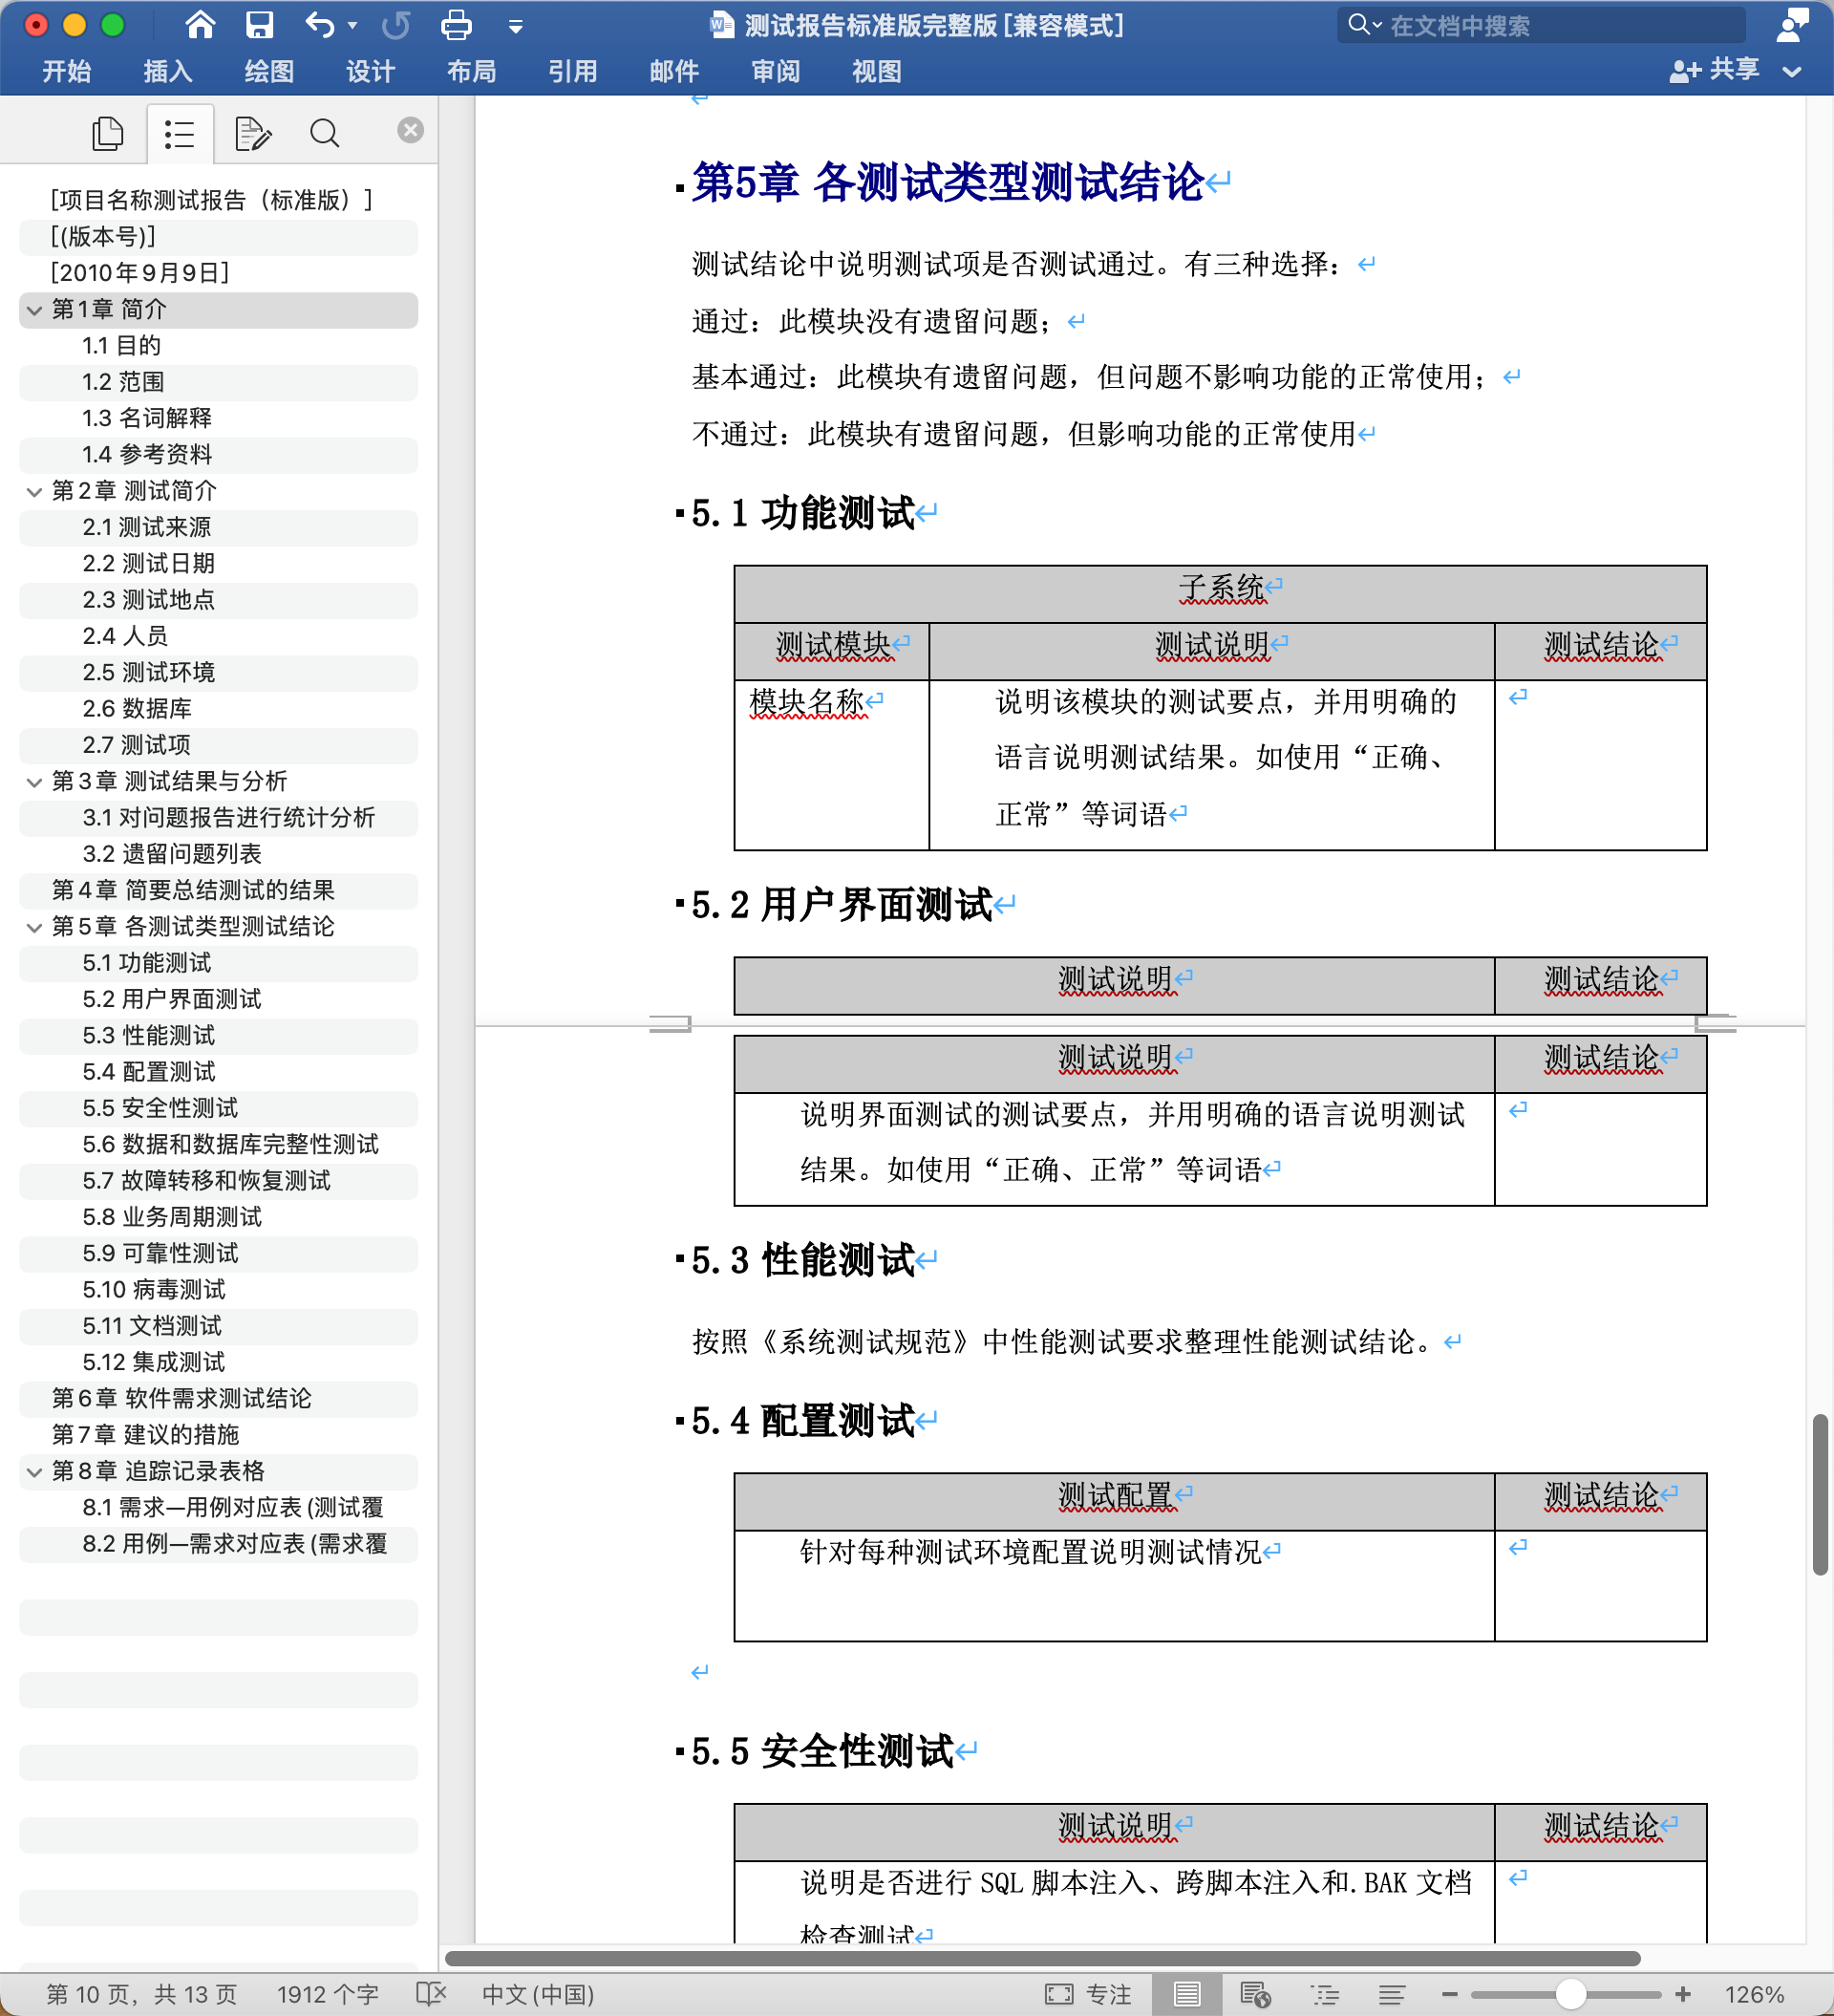 测试报告标准版完整版 [兼容模式]
在文档中搜索
开始 插入 绘图 设计 布局 引用 邮件 审阅 视图
共享
[项目名称测试报告（标准版）]
[(版本号)]
[2010年9月9日]
第1章 简介
1.1 目的
1.2 范围
1.3 名词解释
1.4 参考资料
第2章 测试简介
2.1 测试来源
2.2 测试日期
2.3 测试地点
2.4 人员
2.5 测试环境
2.6 数据库
2.7 测试项
第3章 测试结果与分析
3.1 对问题报告进行统计分析
3.2 遗留问题列表
第4章 简要总结测试的结果
第5章 各测试类型测试结论
5.1 功能测试
5.2 用户界面测试
5.3 性能测试
5.4 配置测试
5.5 安全性测试
5.6 数据和数据库完整性测试
5.7 故障转移和恢复测试
5.8 业务周期测试
5.9 可靠性测试
5.10 病毒测试
5.11 文档测试
5.12 集成测试
第6章 软件需求测试结论
第7章 建议的措施
第8章 追踪记录表格
8.1 需求—用例对应表(测试覆
8.2 用例—需求对应表(需求覆
第5章 各测试类型测试结论
测试结论中说明测试项是否测试通过。有三种选择：
通过：此模块没有遗留问题；
基本通过：此模块有遗留问题，但问题不影响功能的正常使用；
不通过：此模块有遗留问题，但影响功能的正常使用
5.1 功能测试
子系统
测试模块 测试说明 测试结论
模块名称 说明该模块的测试要点，并用明确的
语言说明测试结果。如使用“正确、
正常”等词语
5.2 用户界面测试
测试说明 测试结论
测试说明 测试结论
说明界面测试的测试要点，并用明确的语言说明测试
结果。如使用“正确、正常”等词语
5.3 性能测试
按照《系统测试规范》中性能测试要求整理性能测试结论。
5.4 配置测试
测试配置 测试结论
针对每种测试环境配置说明测试情况
5.5 安全性测试
测试说明 测试结论
说明是否进行 SQL 脚本注入、跨脚本注入和.BAK 文档
检查测试
第 10 页，共 13 页 1912 个字 中文 (中国) 专注 126%